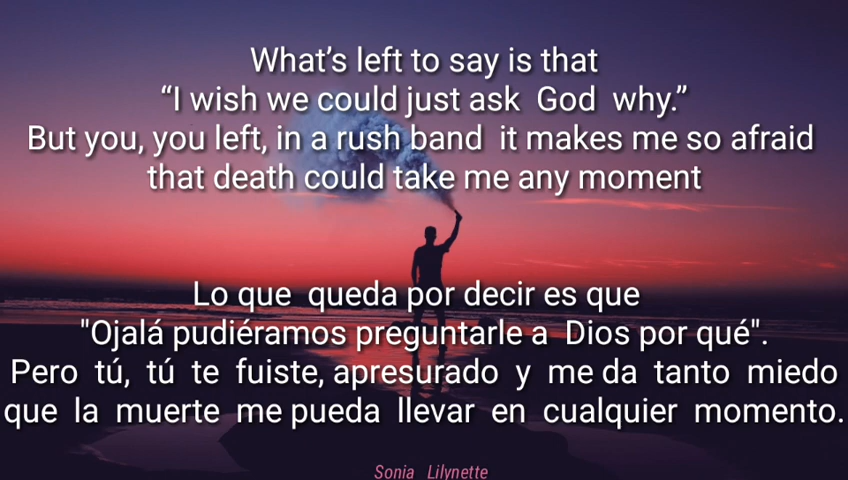 What’s left to say is that
“I wish we could just ask God why.”
But you, you left, in a rush band it makes me so afraid
that death could take me any moment
Lo que queda por decir es que
"Ojalá pudiéramos preguntarle a Dios por qué".
Pero tú, tú te fuiste, apresurado y me da tanto miedo
que la muerte me pueda llevar en cualquier momento.
Sonia Lilynette